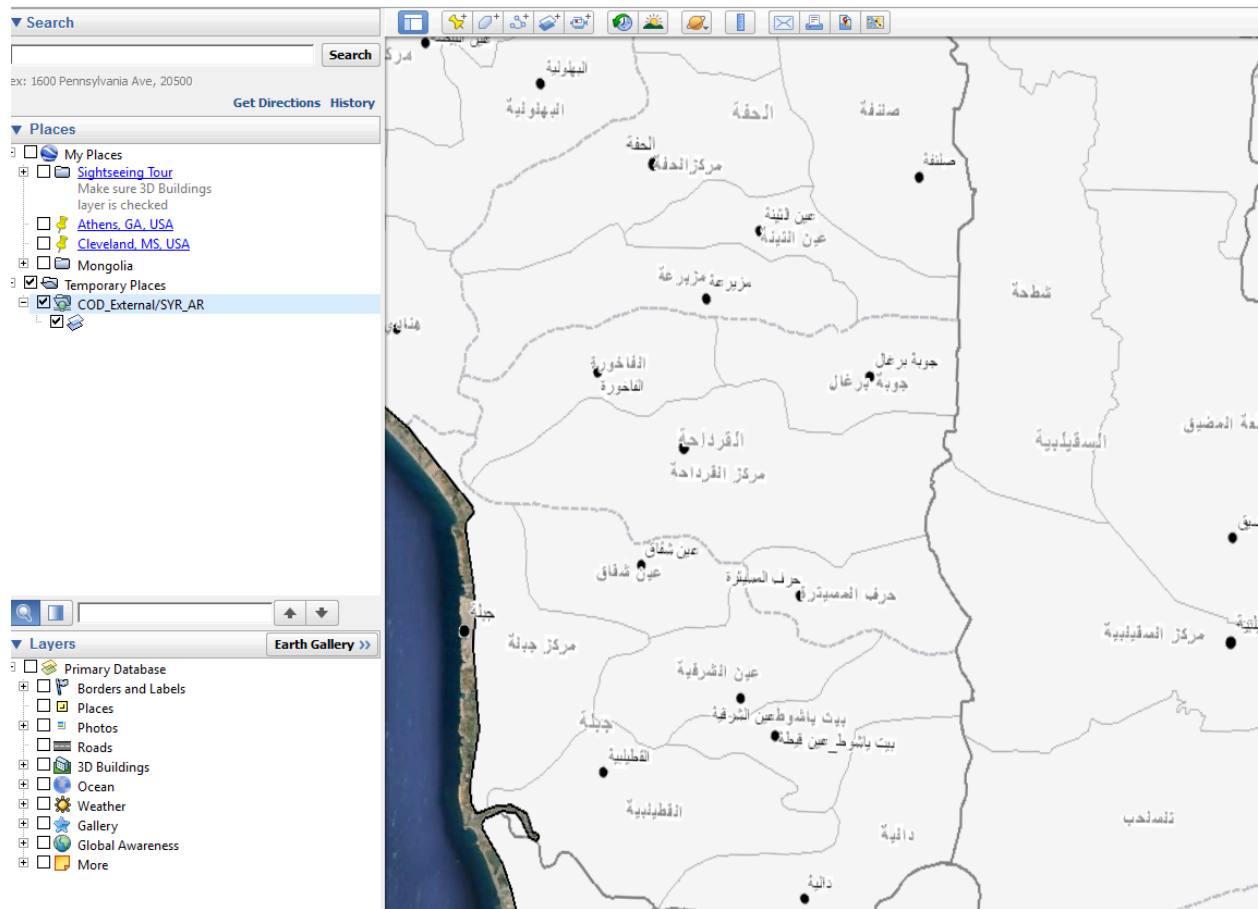 Search
Search
ex: 1600 Pennsylvania Ave, 20500
Get Directions History
Places
My Places
Sightseeing Tour
Make sure 3D Buildings
layer is checked
Athens, GA, USA
Cleveland, MS, USA
Mongolia
Temporary Places
COD_External/SYR_AR
Layers
Earth Gallery >>
Primary Database
Borders and Labels
Places
Photos
Roads
3D Buildings
Ocean
Weather
Gallery
Global Awareness
More
البهلولية
البهلولية
الحفة
صلنفة
الحفة
مركز الحفة
صلنفة
عين التينة
عين التينة
مزيرعة
مزيرعة
شطحة
الفاخورة
الفاخورة
جوبة برغال
جوبة برغال
القرداحة
مركز القرداحة
السقيلبية
عين شقاق
عين شقاق
حرف المسيترة
حرف المسيترة
جبلة
مركز جبلة
مركز السقيلبية
عين الشرقية
جبلة
بيت ياشوط
عين الشرقية
بيت ياشوط_عين قيطة
القطيلبية
القطيلبية
دالية
تلسلحب
دالية